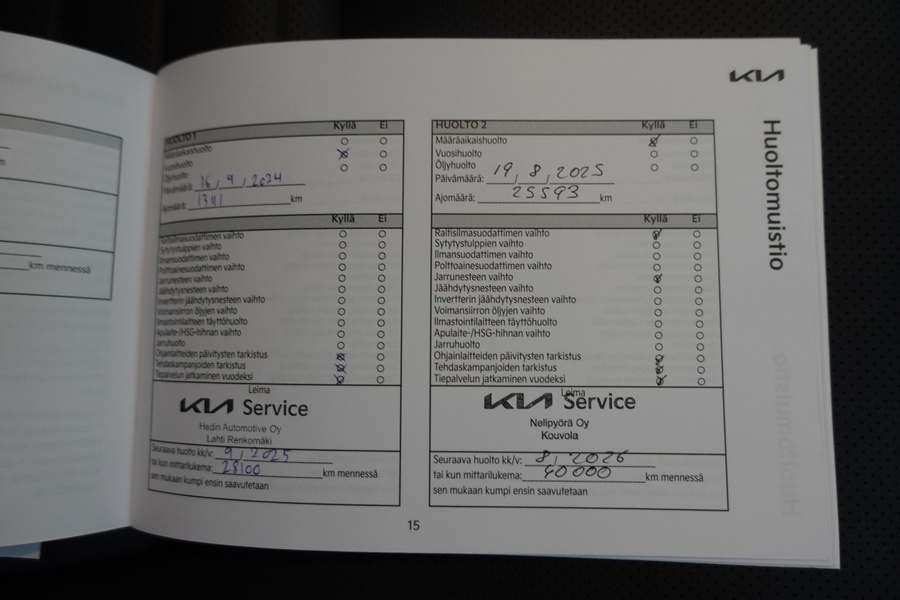 km mennessä
KIA
Huoltomuistio
HUOLTO 1 Kyllä Ei
Määräaikaishuolto
Vuosihuolto
Öljyhuolto
Päivämäärä: 16, 9, 2024
Ajomäärä: km
Kyllä Ei
Raitisilmasuodattimen vaihto
Sytytystulppien vaihto
Ilmansuodattimen vaihto
Polttoainesuodattimen vaihto
Jarrunesteen vaihto
Jäähdytysnesteen vaihto
Invertterin jäähdytysnesteen vaihto
Voimansiirron öljyjen vaihto
Ilmastointilaitteen täyttöhuolto
Apulaite-/HSG-hihnan vaihto
Jarruhuolto
Ohjainlaitteiden päivitysten tarkistus
Tehdaskampanjoiden tarkistus
Tiepalvelun jatkaminen vuodeksi
Leima
KIA Service
Hedin Automotive Oy
Lahti Renkomäki
Seuraava huolto kk/v: 9, 2025
tai kun mittarilukema: 28100 km mennessä
sen mukaan kumpi ensin saavutetaan
HUOLTO 2 Kyllä Ei
Määräaikaishuolto
Vuosihuolto
Öljyhuolto
Päivämäärä: 19, 8, 2025
Ajomäärä: 25593 km
Kyllä Ei
Raitisilmasuodattimen vaihto
Sytytystulppien vaihto
Ilmansuodattimen vaihto
Polttoainesuodattimen vaihto
Jarrunesteen vaihto
Jäähdytysnesteen vaihto
Invertterin jäähdytysnesteen vaihto
Voimansiirron öljyjen vaihto
Ilmastointilaitteen täyttöhuolto
Apulaite-/HSG-hihnan vaihto
Jarruhuolto
Ohjainlaitteiden päivitysten tarkistus
Tehdaskampanjoiden tarkistus
Tiepalvelun jatkaminen vuodeksi
Leima
KIA Service
Nelipyörä Oy
Kouvola
Seuraava huolto kk/v: 8, 2026
tai kun mittarilukema: 40000 km mennessä
sen mukaan kumpi ensin saavutetaan
15